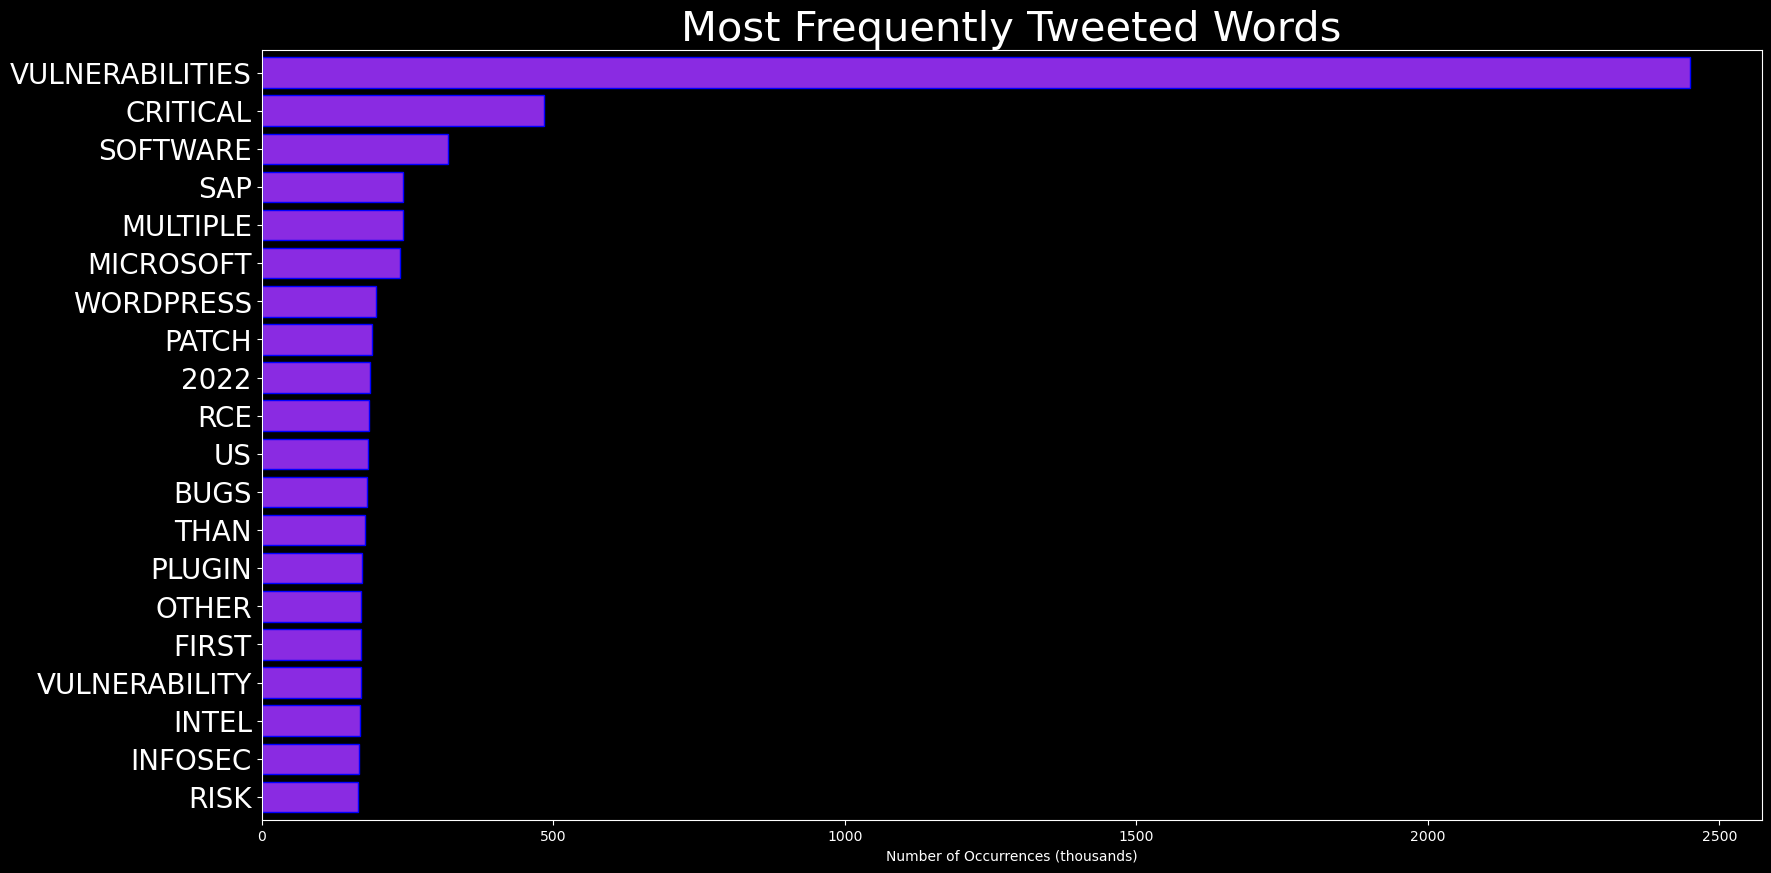 Most Frequently Tweeted Words
VULNERABILITIES
CRITICAL
SOFTWARE
SAP
MULTIPLE
MICROSOFT
WORDPRESS
PATCH
2022
RCE
US
BUGS
THAN
PLUGIN
OTHER
FIRST
VULNERABILITY
INTEL
INFOSEC
RISK
0 500 1000 1500 2000 2500
Number of Occurrences (thousands)